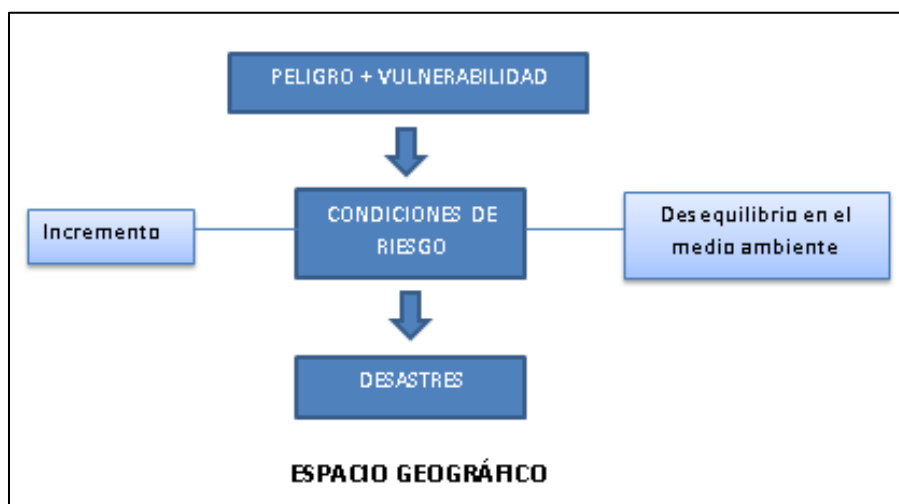 PELIGRO + VULNERABILIDAD
CONDICIONES DE
RIESGO
Incremento
Desequilibrio en el
medio ambiente
DESASTRES
ESPACIO GEOGRÁFICO